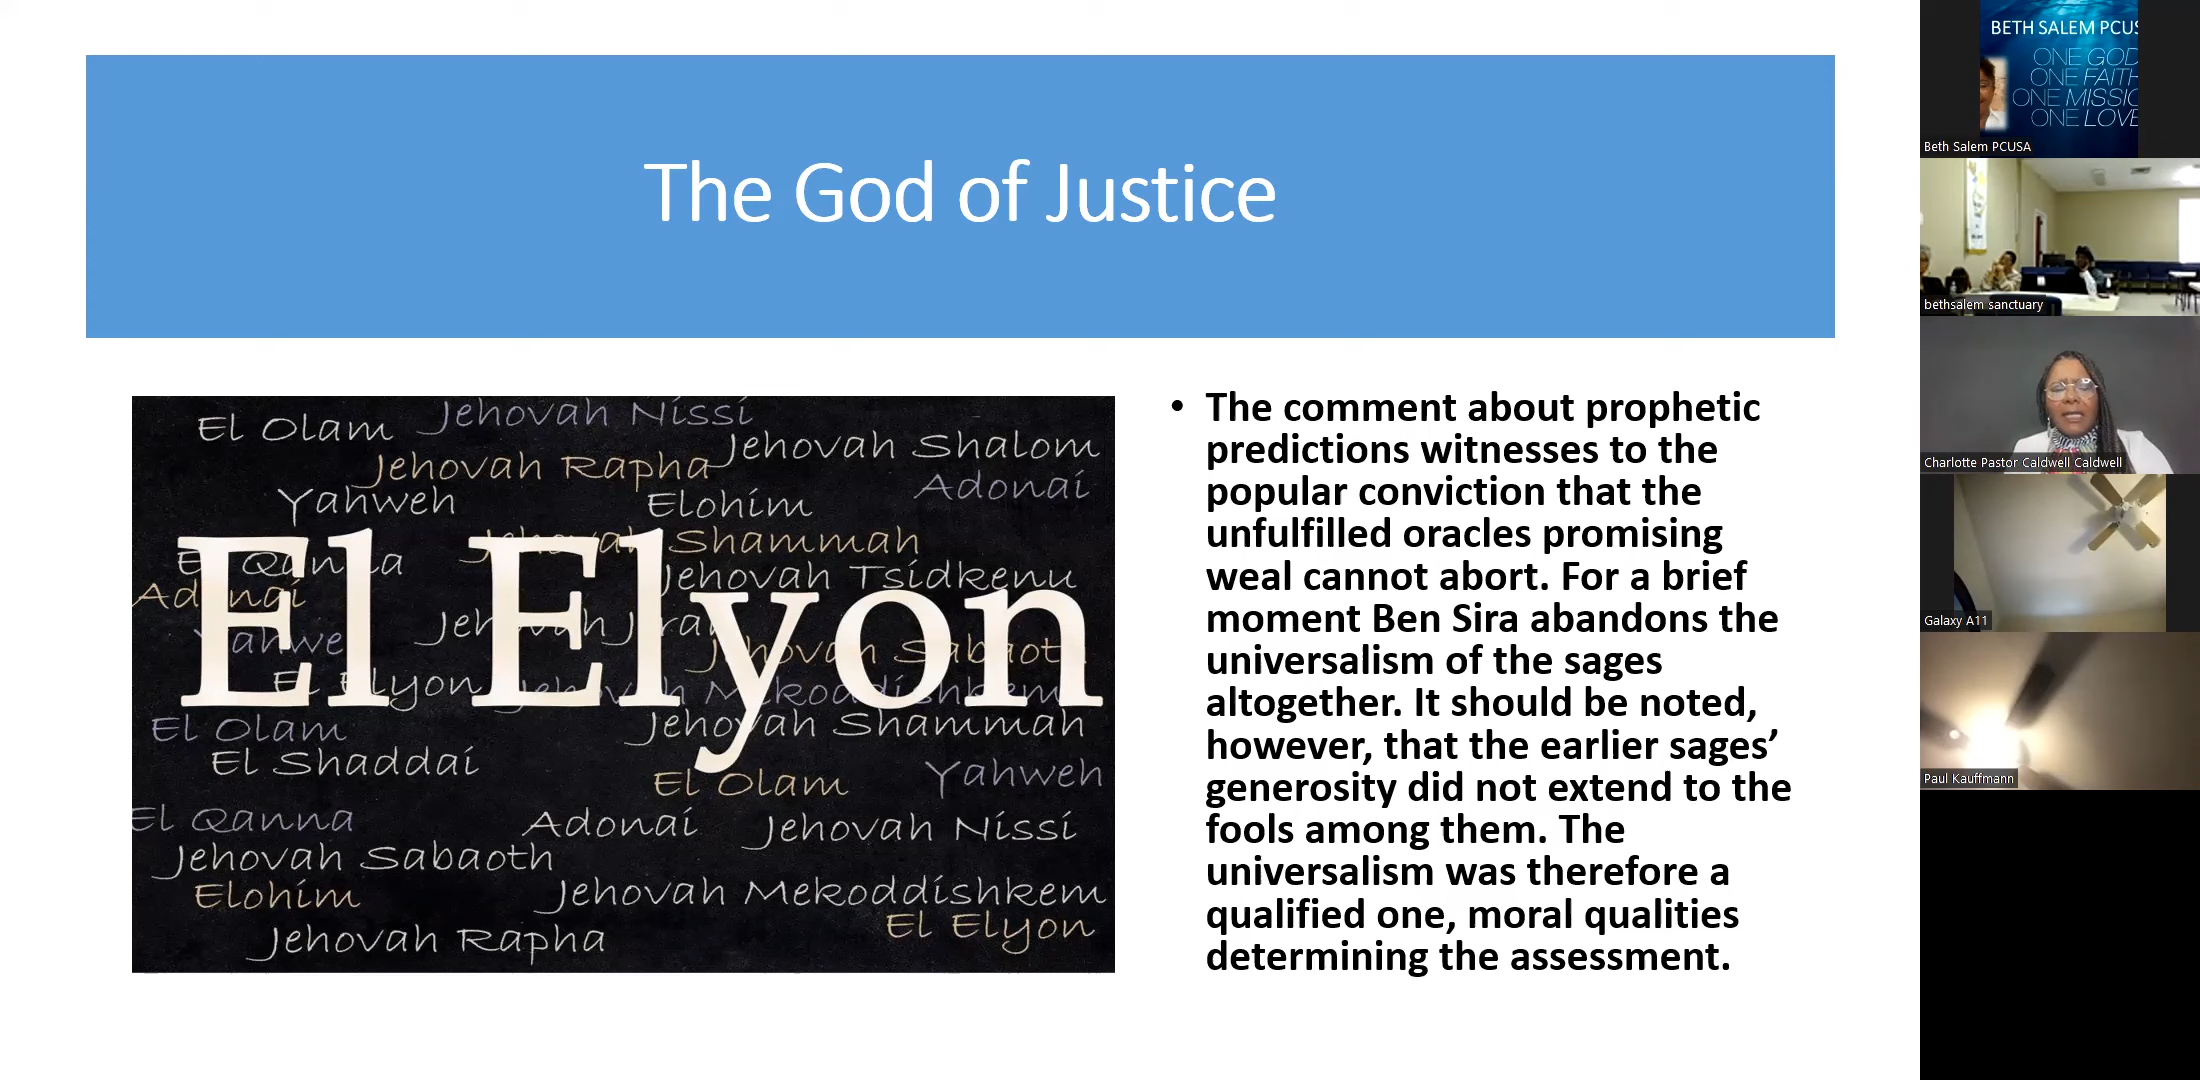 The God of Justice
El Olam
Jehovah Nissi
Jehovah Shalom
Jehovah Rapha
Adonai
Yahweh
Elohim
Shammah
El Elyon
Jehovah Tsidkenu
El Olam
Jehovah Shammah
El Shaddai
El Olam
Yahweh
El Qanna
Adonai
Jehovah Nissi
Jehovah Sabaoth
Elohim
Jehovah Mekoddishkem
El Elyon
Jehovah Rapha
• The comment about prophetic
predictions witnesses to the
popular conviction that the
unfulfilled oracles promising
weal cannot abort. For a brief
moment Ben Sira abandons the
universalism of the sages
altogether. It should be noted,
however, that the earlier sages’
generosity did not extend to the
fools among them. The
universalism was therefore a
qualified one, moral qualities
determining the assessment.
BETH SALEM PCUS
ONE GOD
ONE FAITH
ONE MISSIO
ONE LOVE
Beth Salem PCUSA
bethsalem sanctuary
Charlotte Pastor Caldwell Caldwell
Galaxy A11
Paul Kauffmann